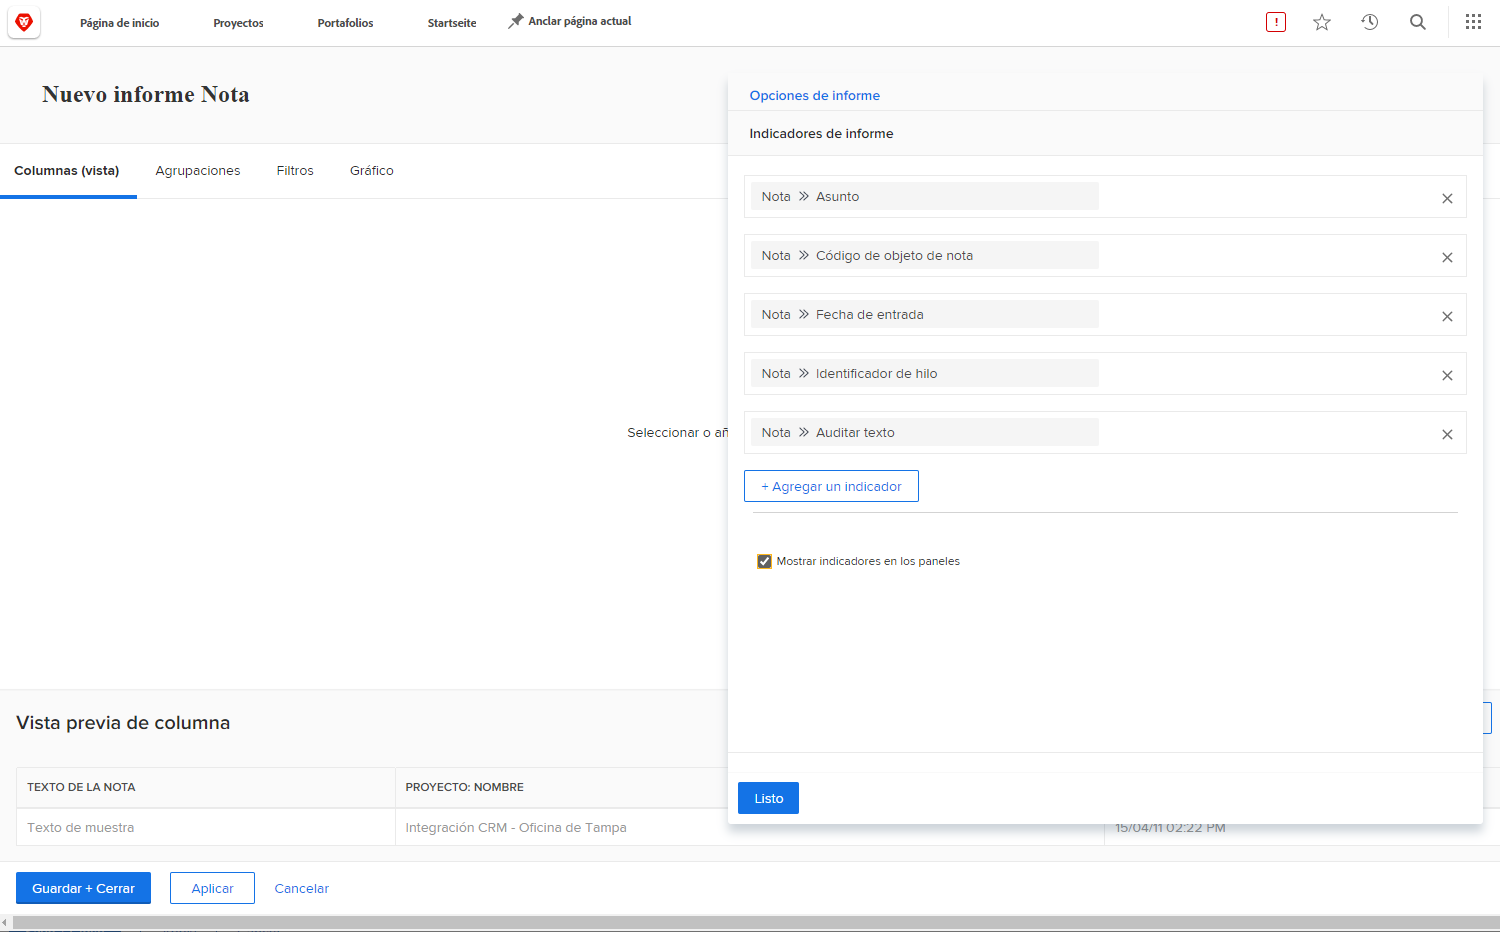 Página de inicio
Proyectos
Portafolios
Startseite
Anclar página actual
Nuevo informe Nota
Opciones de informe
Indicadores de informe
Columnas (vista)
Agrupaciones
Filtros
Gráfico
Nota » Asunto
Nota » Código de objeto de nota
Nota » Fecha de entrada
Nota » Identificador de hilo
Nota » Auditar texto
Seleccionar o añ
+ Agregar un indicador
Mostrar indicadores en los paneles
Vista previa de columna
TEXTO DE LA NOTA
PROYECTO: NOMBRE
Texto de muestra
Integración CRM - Oficina de Tampa
15/04/11 02:22 PM
Listo
Guardar + Cerrar
Aplicar
Cancelar